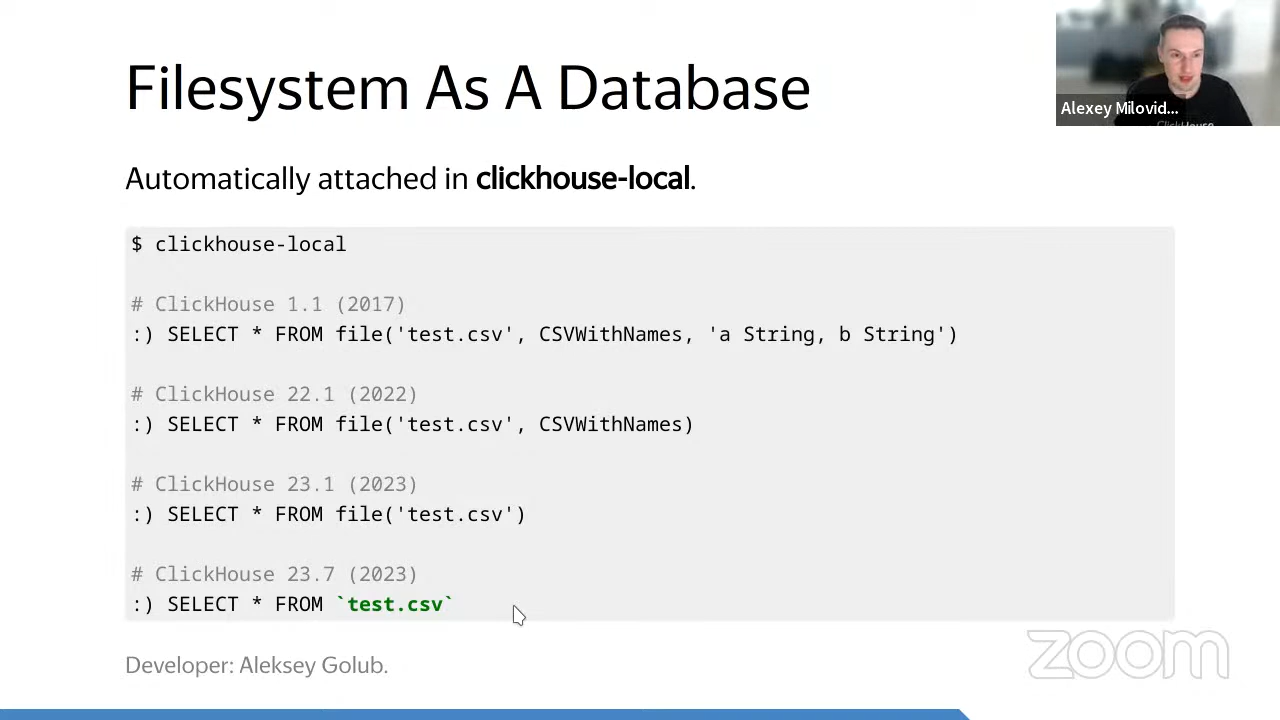 Filesystem As A Database
Alexey Milovid...
ClickHouse
Automatically attached in clickhouse-local.
$ clickhouse-local
# ClickHouse 1.1 (2017)
:) SELECT * FROM file('test.csv', CSVWithNames, 'a String, b String')
# ClickHouse 22.1 (2022)
:) SELECT * FROM file('test.csv', CSVWithNames)
# ClickHouse 23.1 (2023)
:) SELECT * FROM file('test.csv')
# ClickHouse 23.7 (2023)
:) SELECT * FROM `test.csv`
Developer: Aleksey Golub.
zoom